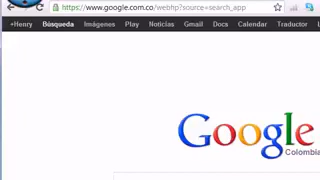 https://www.google.com.co/webhp?source=search_app
+Henry Búsqueda Imágenes Play Noticias Gmail Docs Calendar Traductor
Google
Colombia